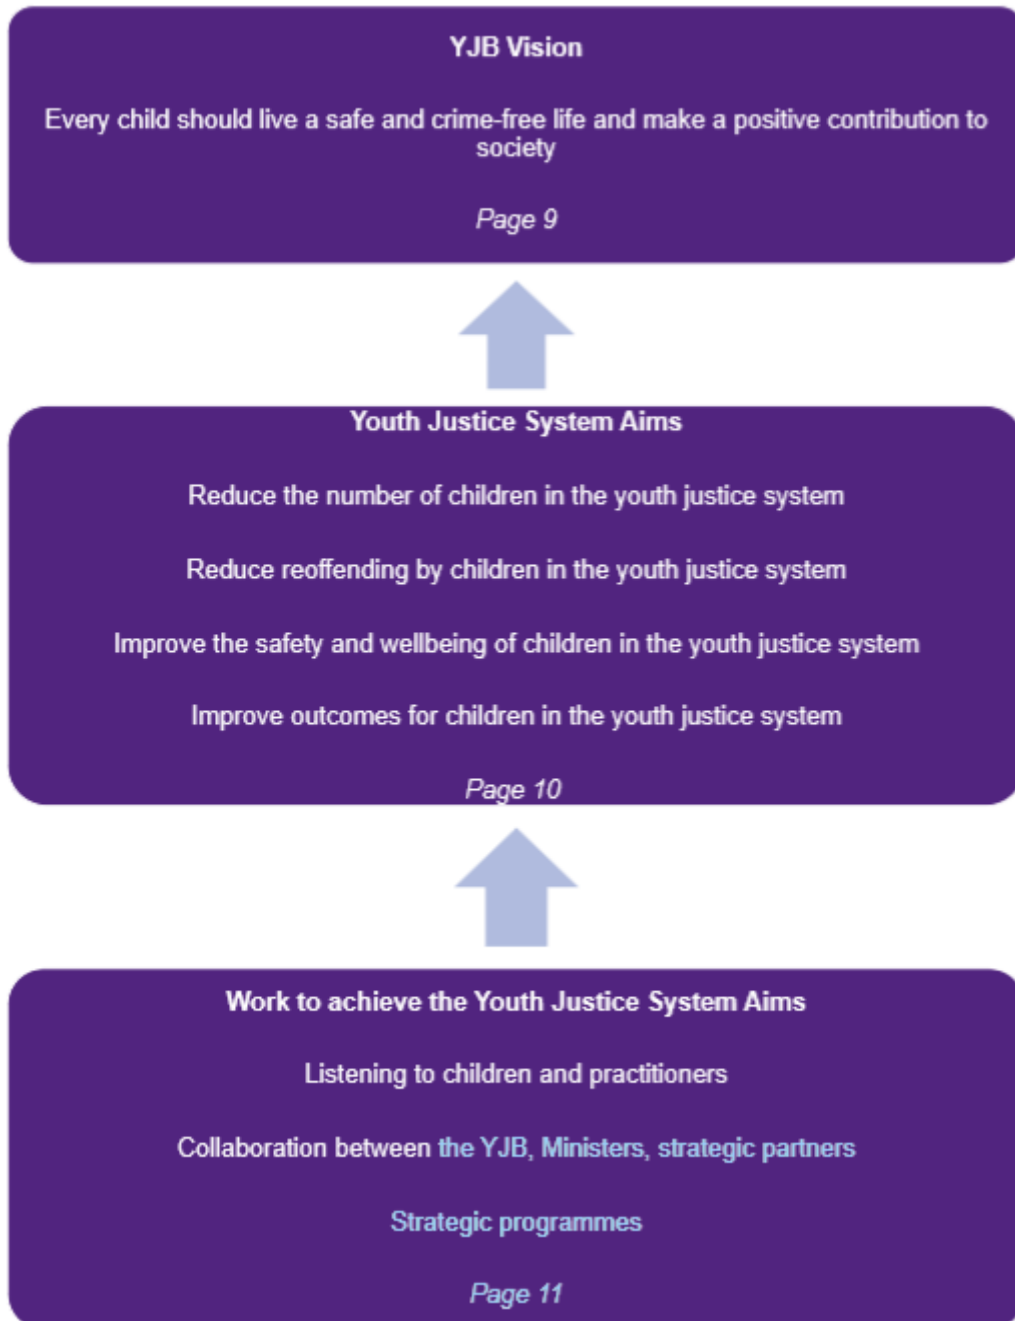 YJB Vision
Every child should live a safe and crime-free life and make a positive contribution to
society
Page 9
Youth Justice System Aims
Reduce the number of children in the youth justice system
Reduce reoffending by children in the youth justice system
Improve the safety and wellbeing of children in the youth justice system
Improve outcomes for children in the youth justice system
Page 10
Work to achieve the Youth Justice System Aims
Listening to children and practitioners
Collaboration between the YJB, Ministers, strategic partners
Strategic programmes
Page 11